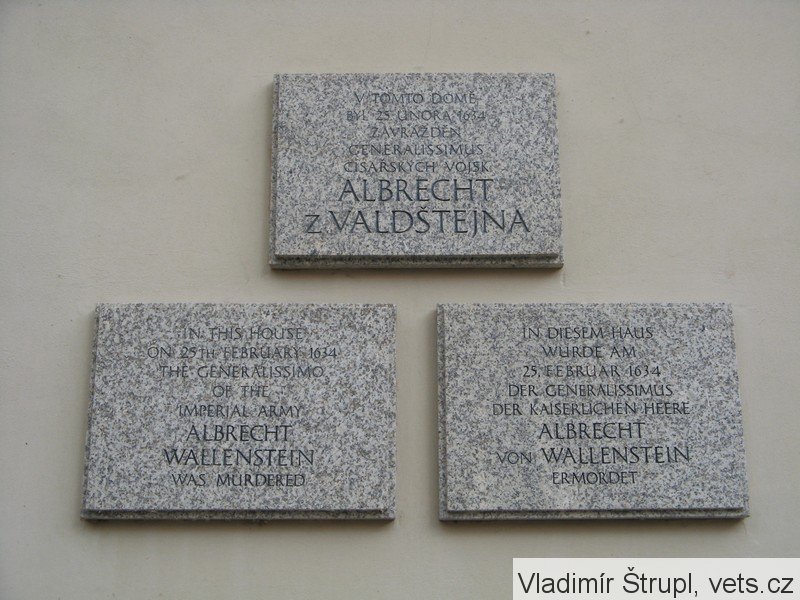 V TOMTO DOMĚ
BYL 25. ÚNORA 1634
ZAVRAŽDĚN
GENERALISSIMUS
CÍSAŘSKÝCH VOJSK
ALBRECHT
Z VALDŠTEJNA
IN THIS HOUSE
ON 25TH FEBRUARY 1634
THE GENERALISSIMO
OF THE
IMPERJAL ARMY
ALBRECHT
WALLENSTEIN
WAS MURDERED
IN DIESEM HAUS
WURDE AM
25. FEBRUAR 1634
DER GENERALISSIMUS
DER KAISERLICHEN HEERE
ALBRECHT
VON WALLENSTEIN
ERMORDET
Vladimír Štrupl, vets.cz